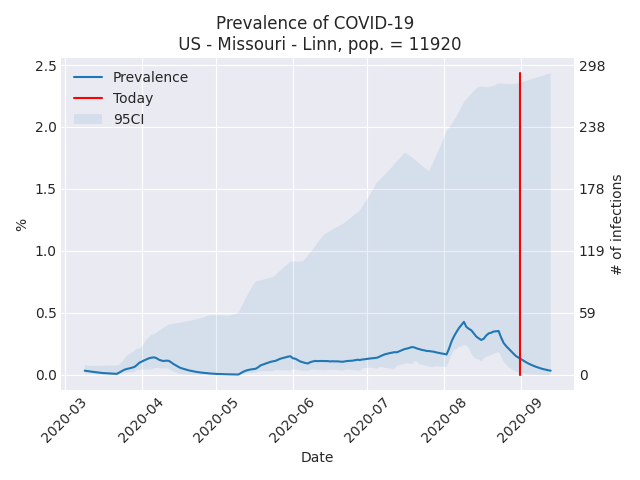 Prevalence of COVID-19
US - Missouri - Linn, pop. = 11920
Prevalence
Today
95CI
2.5
2.0
1.5
1.0
0.5
0.0
%
298
238
178
119
59
0
# of infections
2020-03
2020-04
2020-05
2020-06
2020-07
2020-08
2020-09
Date